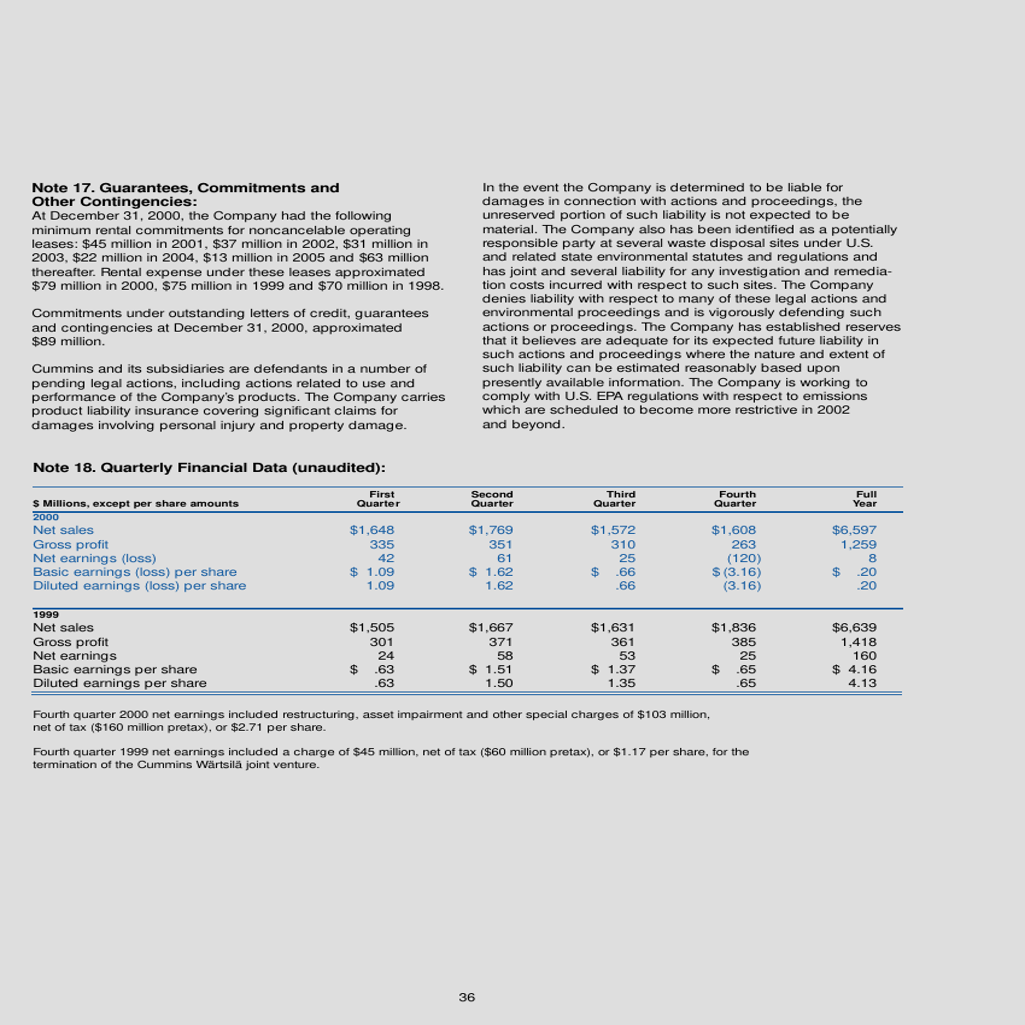 Note 17. Guarantees, Commitments and
Other Contingencies:
At December 31, 2000, the Company had the following
minimum rental commitments for noncancelable operating
leases: $45 million in 2001, $37 million in 2002, $31 million in
2003, $22 million in 2004, $13 million in 2005 and $63 million
thereafter. Rental expense under these leases approximated
$79 million in 2000, $75 million in 1999 and $70 million in 1998.
Commitments under outstanding letters of credit, guarantees
and contingencies at December 31, 2000, approximated
$89 million.
Cummins and its subsidiaries are defendants in a number of
pending legal actions, including actions related to use and
performance of the Company's products. The Company carries
product liability insurance covering significant claims for
damages involving personal injury and property damage.
In the event the Company is determined to be liable for
damages in connection with actions and proceedings, the
unreserved portion of such liability is not expected to be
material. The Company also has been identified as a potentially
responsible party at several waste disposal sites under U.S.
and related state environmental statutes and regulations and
has joint and several liability for any investigation and remedia-
tion costs incurred with respect to such sites. The Company
denies liability with respect to many of these legal actions and
environmental proceedings and is vigorously defending such
actions or proceedings. The Company has established reserves
that it believes are adequate for its expected future liability in
such actions and proceedings where the nature and extent of
such liability can be estimated reasonably based upon
presently available information. The Company is working to
comply with U.S. EPA regulations with respect to emissions
which are scheduled to become more restrictive in 2002
and beyond.
Note 18. Quarterly Financial Data (unaudited):
First Second Third Fourth Full
$ Millions, except per share amounts Quarter Quarter Quarter Quarter Year
2000
Net sales $1,648 $1,769 $1,572 $1,608 $6,597
Gross profit 335 351 310 263 1,259
Net earnings (loss) 42 61 25 (120) 8
Basic earnings (loss) per share $ 1.09 $ 1.62 $ .66 $ (3.16) $ .20
Diluted earnings (loss) per share 1.09 1.62 .66 (3.16) .20
1999
Net sales $1,505 $1,667 $1,631 $1,836 $6,639
Gross profit 301 371 361 385 1,418
Net earnings 24 58 53 25 160
Basic earnings per share $ .63 $ 1.51 $ 1.37 $ .65 $ 4.16
Diluted earnings per share .63 1.50 1.35 .65 4.13
Fourth quarter 2000 net earnings included restructuring, asset impairment and other special charges of $103 million,
net of tax ($160 million pretax), or $2.71 per share.
Fourth quarter 1999 net earnings included a charge of $45 million, net of tax ($60 million pretax), or $1.17 per share, for the
termination of the Cummins Wärtsilä joint venture.
36